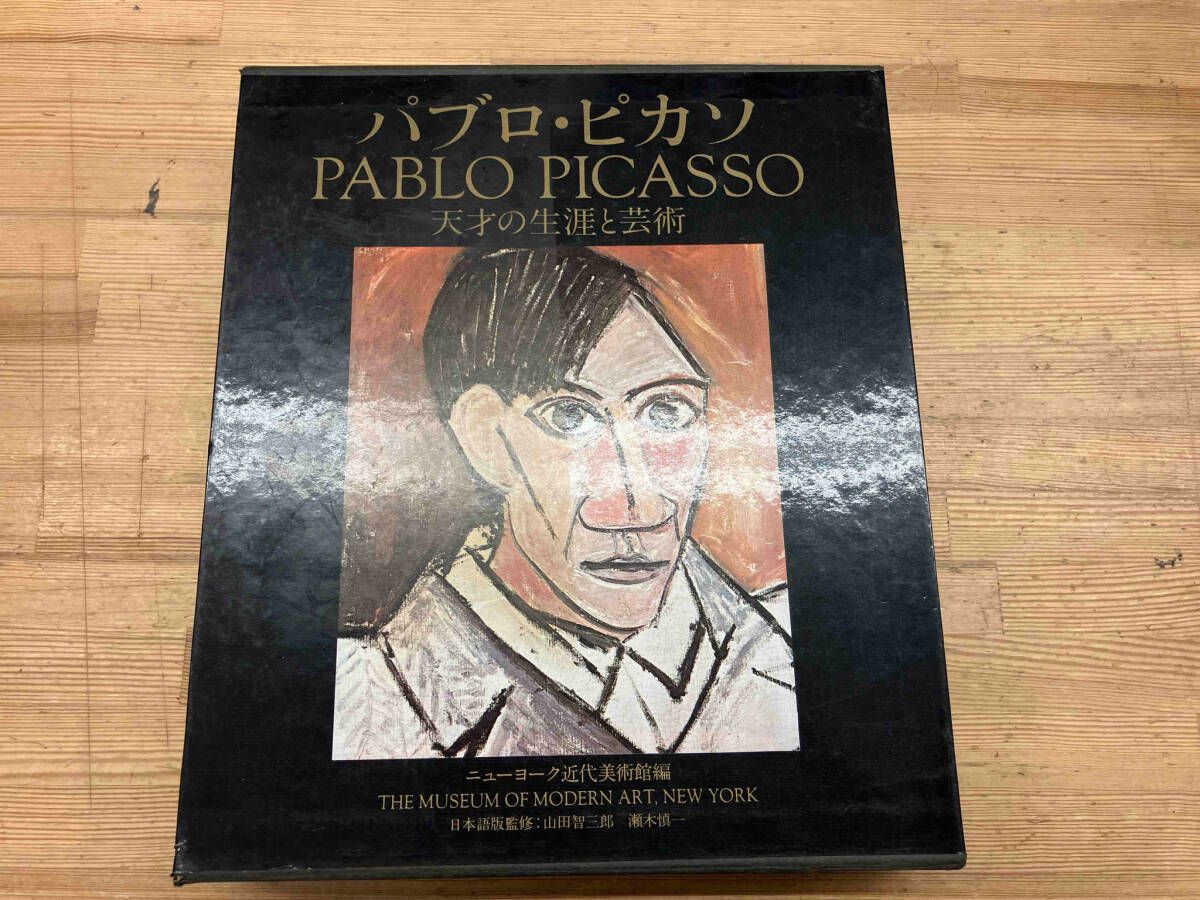 パブロ・ピカソ
PABLO PICASSO
天才の生涯と芸術
ニューヨーク近代美術館編
THE MUSEUM OF MODERN ART, NEW YORK
日本語版監修：山田智三郎　瀬木慎一